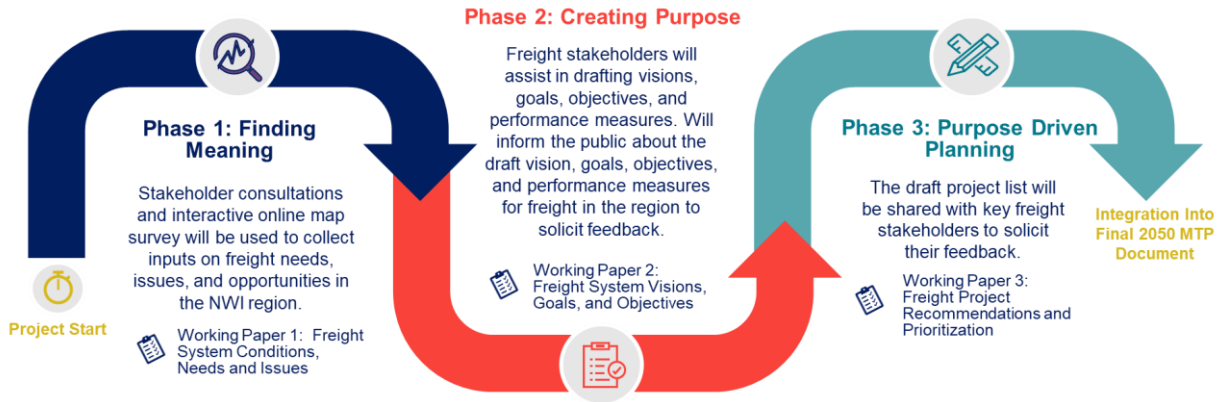 Project Start
Phase 1: Finding
Meaning
Stakeholder consultations
and interactive online map
survey will be used to collect
inputs on freight needs,
issues, and opportunities in
the NWI region.
Working Paper 1:  Freight
System Conditions,
Needs and Issues
Phase 2: Creating Purpose
Freight stakeholders will
assist in drafting visions,
goals, objectives, and
performance measures. Will
inform the public about the
draft vision, goals, objectives,
and performance measures
for freight in the region to
solicit feedback.
Working Paper 2:
Freight System Visions,
Goals, and Objectives
Phase 3: Purpose Driven
Planning
The draft project list will
be shared with key freight
stakeholders to solicit
their feedback.
Working Paper 3:
Freight Project
Recommendations and
Prioritization
Integration Into
Final 2050 MTP
Document